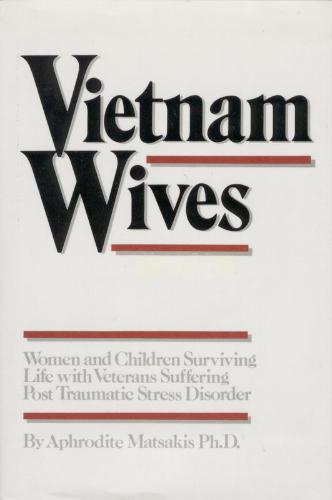 Vietnam
Wives
Women and Children Surviving
Life with Veterans Suffering
Post Traumatic Stress Disorder
By Aphrodite Matsakis Ph.D.